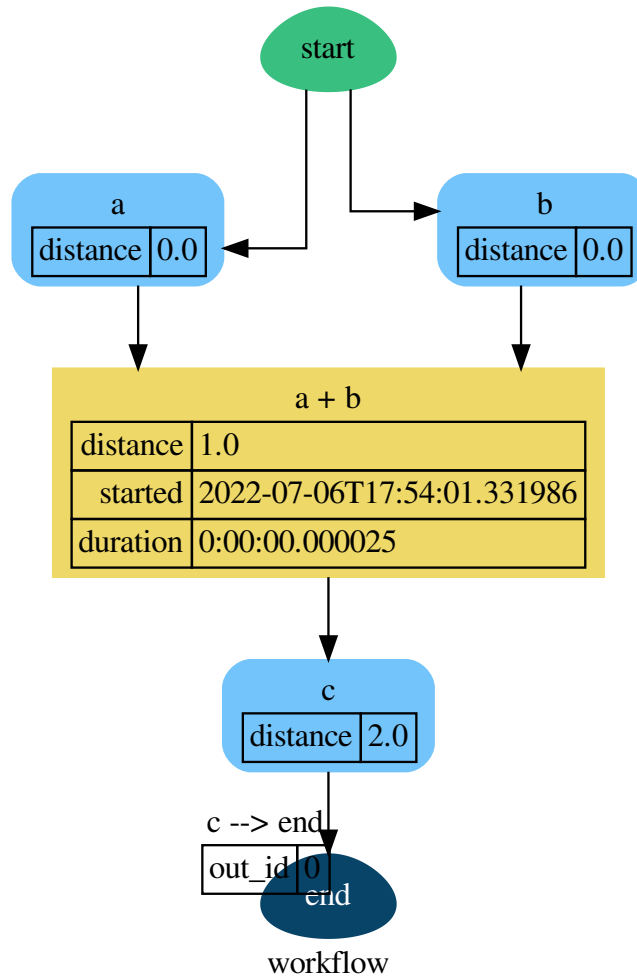 start
a
distance 0.0
b
distance 0.0
a + b
distance 1.0
started 2022-07-06T17:54:01.331986
duration 0:00:00.000025
c
distance 2.0
c --> end
out_id 0
end
workflow